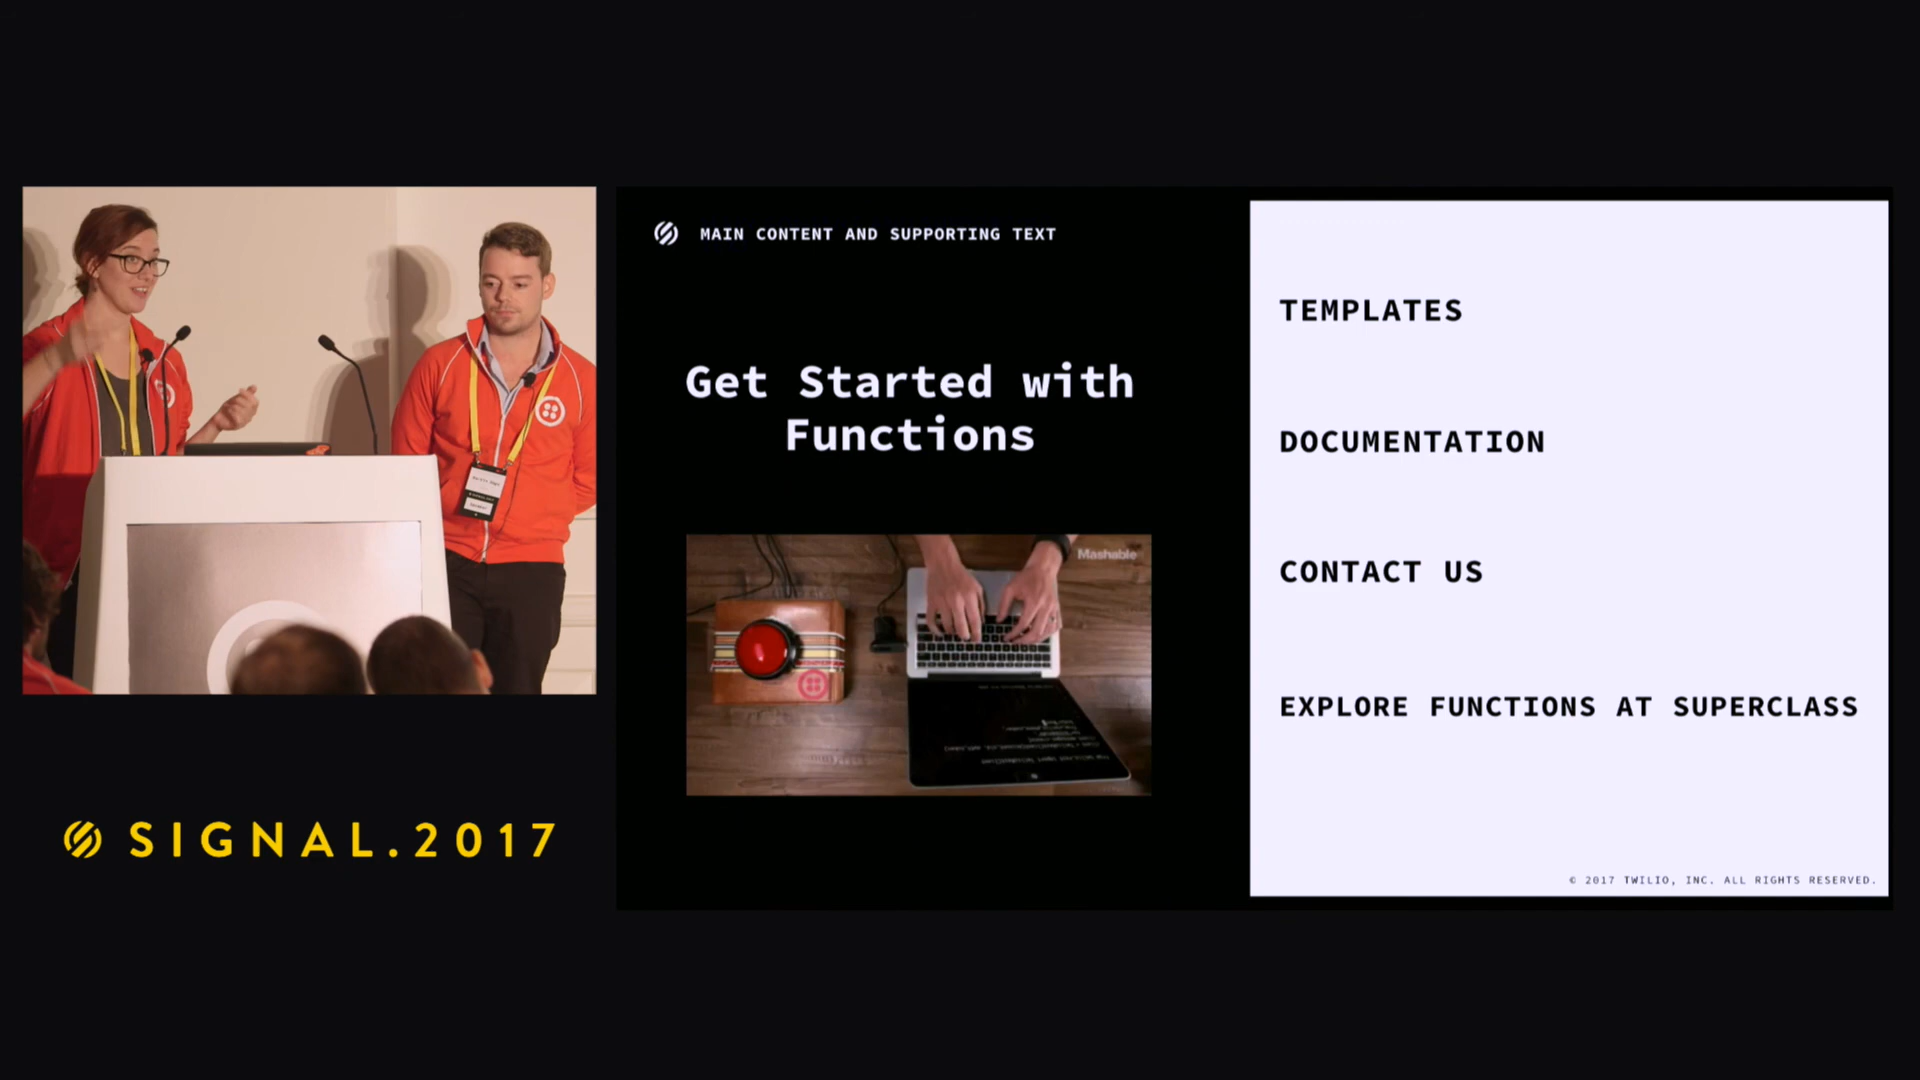 MAIN CONTENT AND SUPPORTING TEXT
Get Started with
Functions
Mashable
TEMPLATES
DOCUMENTATION
CONTACT US
EXPLORE FUNCTIONS AT SUPERCLASS
© 2017 TWILIO, INC. ALL RIGHTS RESERVED.
SIGNAL.2017